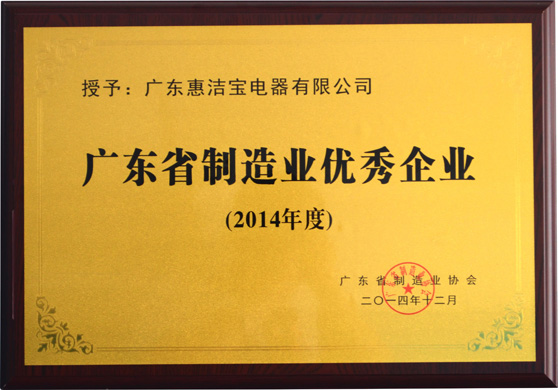 授予：广东惠洁宝电器有限公司
广东省制造业优秀企业
(2014年度)
广东省制造业协会
二〇一四年十二月